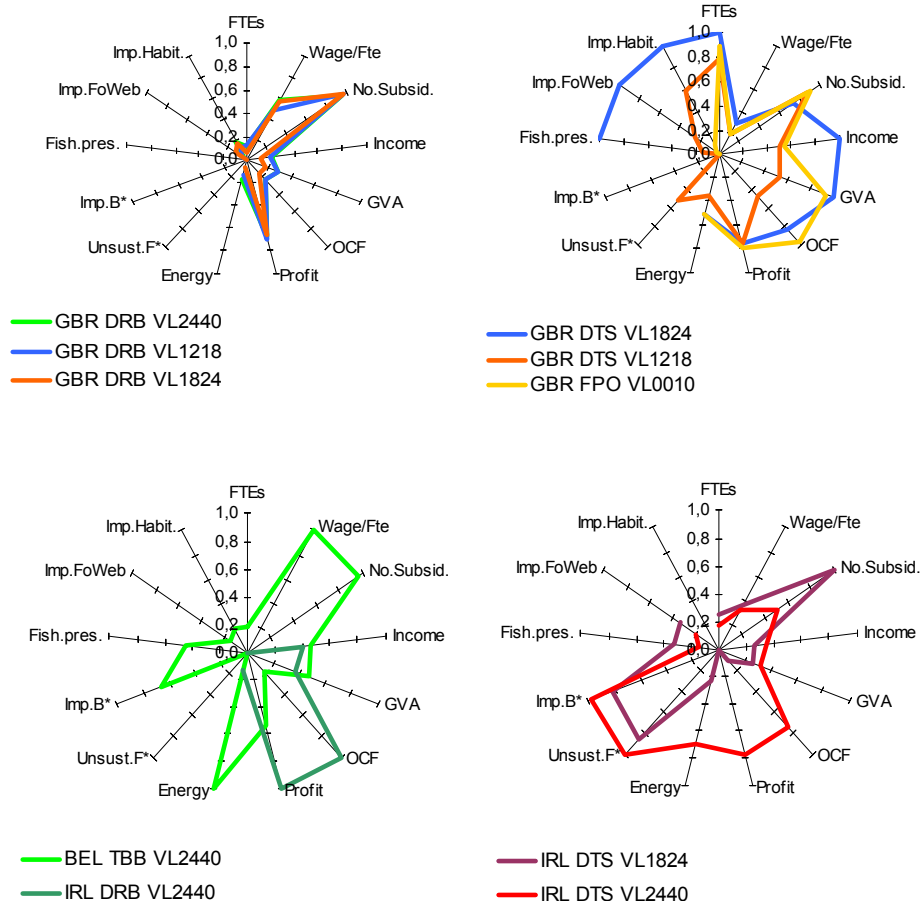 FTEs
1,0
Wage/Fte
Imp.Habit.
0,8
Imp.FoWeb
0,6
No.Subsid.
0,4
Fish.pres.
0,2
Income
0,0
Imp.B*
GVA
Unsust.F*
OCF
Energy
Profit
GBR DRB VL2440
GBR DRB VL1218
GBR DRB VL1824
FTEs
1,0
Wage/Fte
Imp.Habit.
0,8
Imp.FoWeb
0,6
No.Subsid.
0,4
Fish.pres.
0,2
Income
0,0
Imp.B*
GVA
Unsust.F*
OCF
Energy
Profit
GBR DTS VL1824
GBR DTS VL1218
GBR FPO VL0010
FTEs
1,0
Imp.Habit.
Wage/Fte
0,8
Imp.FoWeb
0,6
No.Subsid.
0,4
Fish.pres.
0,2
Income
0,0
Imp.B*
GVA
Unsust.F*
OCF
Energy
Profit
BEL TBB VL2440
IRL DRB VL2440
FTEs
1,0
Imp.Habit.
Wage/Fte
0,8
Imp.FoWeb
0,6
No.Subsid.
0,4
Fish.pres.
0,2
Income
0,0
Imp.B*
GVA
Unsust.F*
OCF
Energy
Profit
IRL DTS VL1824
IRL DTS VL2440